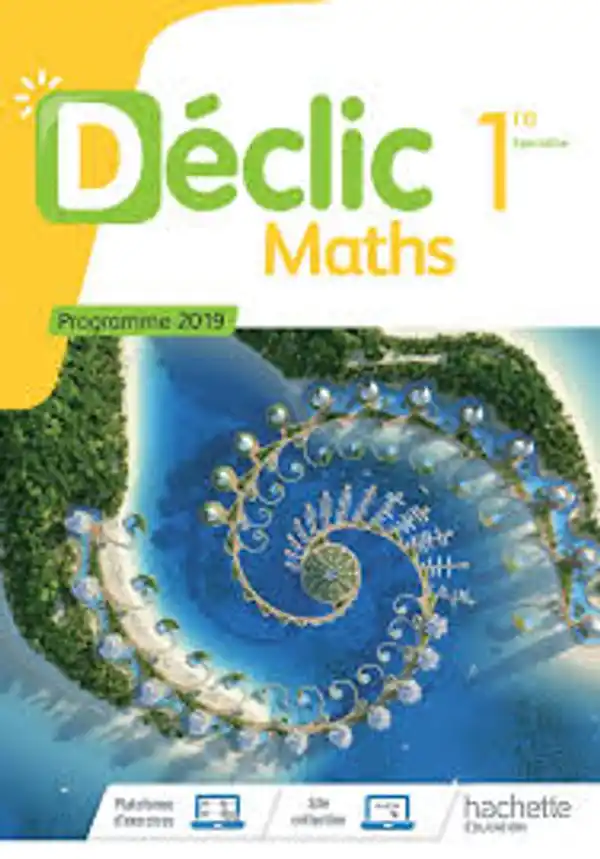 Déclic
1re
Spécialité
Maths
Programme 2019
Plateforme
d'exercices
Site
collection
hachette
ÉDUCATION